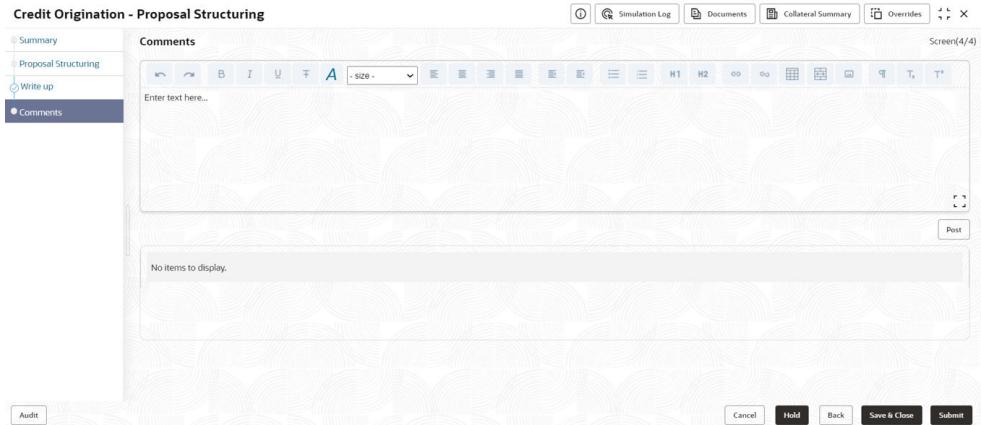 Credit Origination - Proposal Structuring
Simulation Log
Documents
Collateral Summary
Overrides
Summary
Proposal Structuring
Write up
Comments
Comments
Screen(4/4)
B I U T A - size - H1 H2
Enter text here...
Post
No items to display.
Audit
Cancel
Hold
Back
Save & Close
Submit